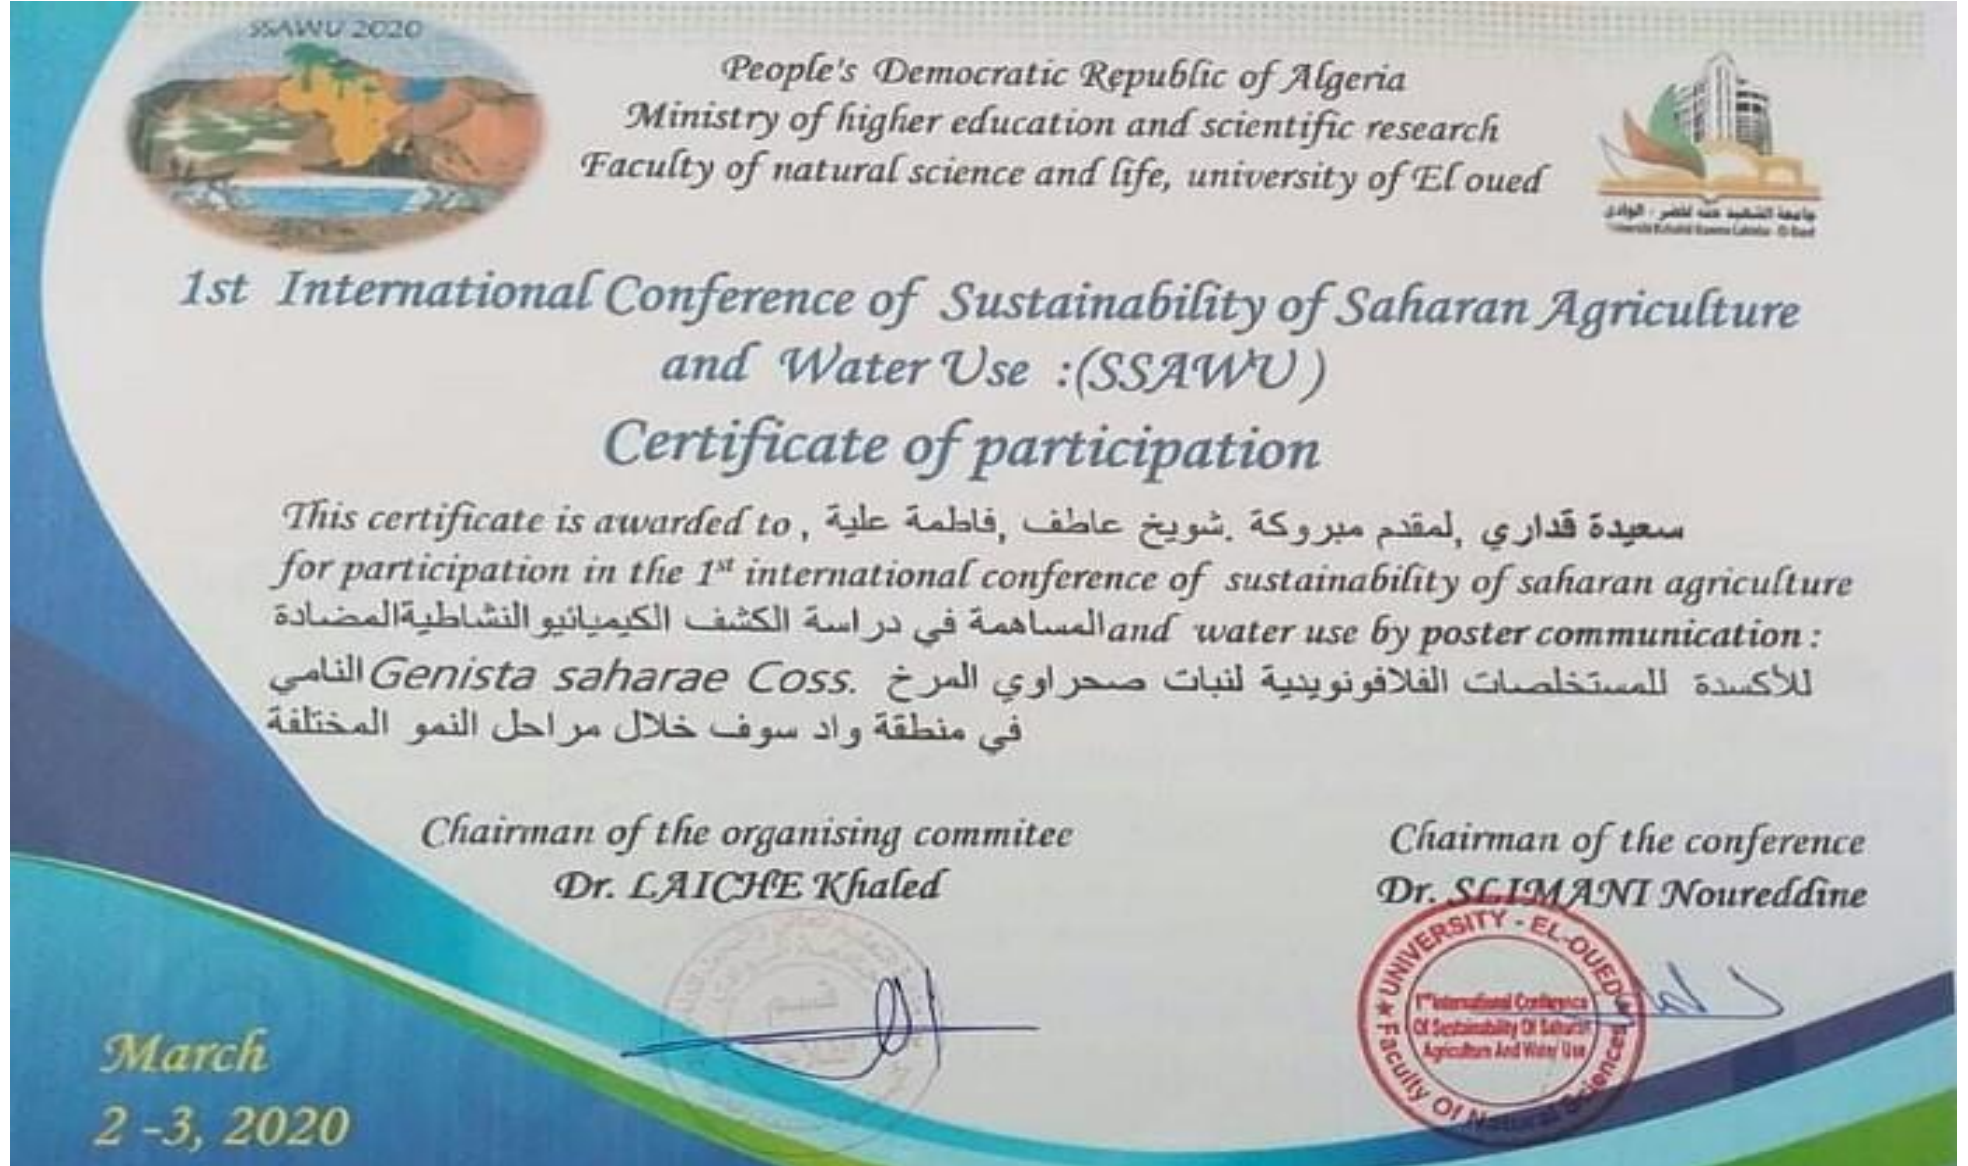 SSAWU 2020
People's Democratic Republic of Algeria
Ministry of higher education and scientific research
Faculty of natural science and life, university of El oued
جامعة الشهيد حمه لخضر - الوادي
1st International Conference of Sustainability of Saharan Agriculture
and Water Use :(SSAWU )
Certificate of participation
This certificate is awarded to , سعيدة قداري ,لمقدم مبروكة .شويخ عاطف ,فاطمة علية
for participation in the 1st international conference of sustainability of saharan agriculture
and water use by poster communication : المساهمة في دراسة الكشف الكيميائيو النشاطيةالمضادة
للأكسدة للمستخلصات الفلافونويدية لنبات صحراوي المرخ Genista saharae Coss. النامي
في منطقة واد سوف خلال مراحل النمو المختلفة
Chairman of the organising commitee
Dr. LAICHE Khaled
Chairman of the conference
Dr. SLIMANI Noureddine
UNIVERSITY - EL-OUED
Faculty Of Natural Sciences
1st International Conference
Of Sustainability Of Saharan
Agriculture And Water Use
March
2 -3, 2020